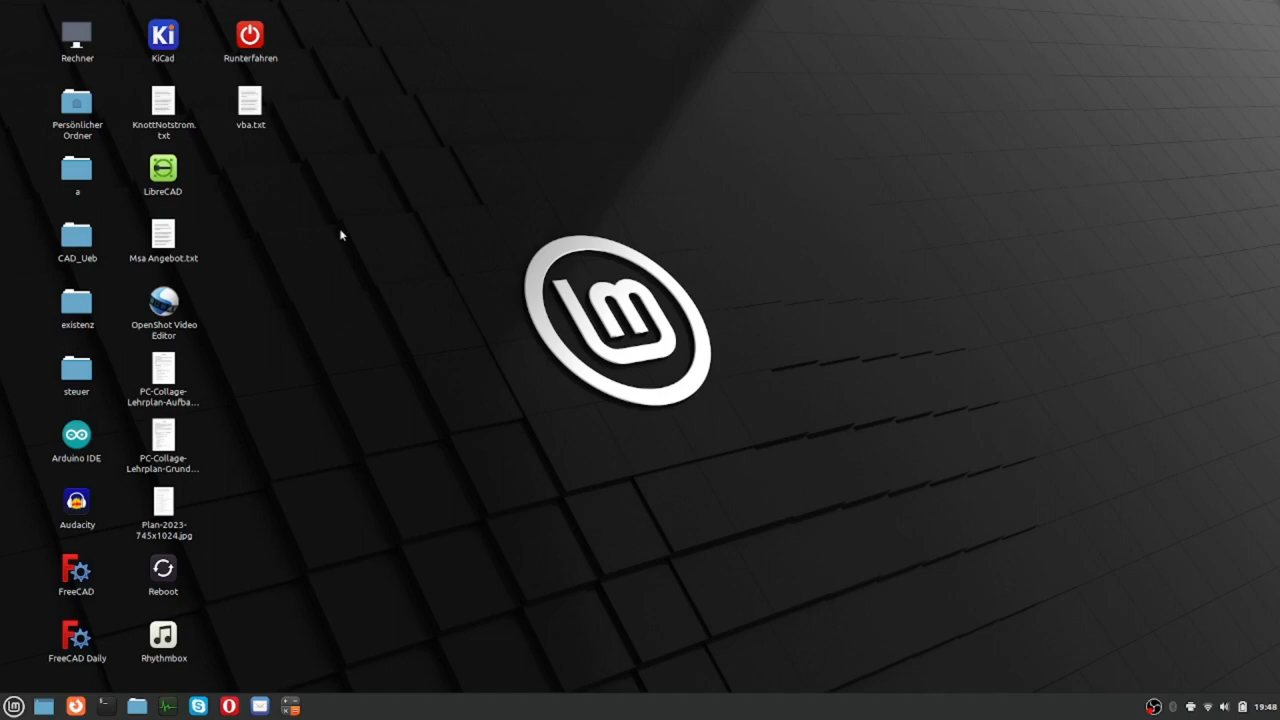 Rechner
Persönlicher
Ordner
a
CAD_Ueb
existenz
steuer
Arduino IDE
Audacity
FreeCAD
FreeCAD Daily
KiCad
KnottNotstrom.
txt
LibreCAD
Msa Angebot.txt
OpenShot Video
Editor
PC-Collage-
Lehrplan-Aufba...
PC-Collage-
Lehrplan-Grund...
Plan-2023-
745x1024.jpg
Reboot
Rhythmbox
Runterfahren
vba.txt
19:48